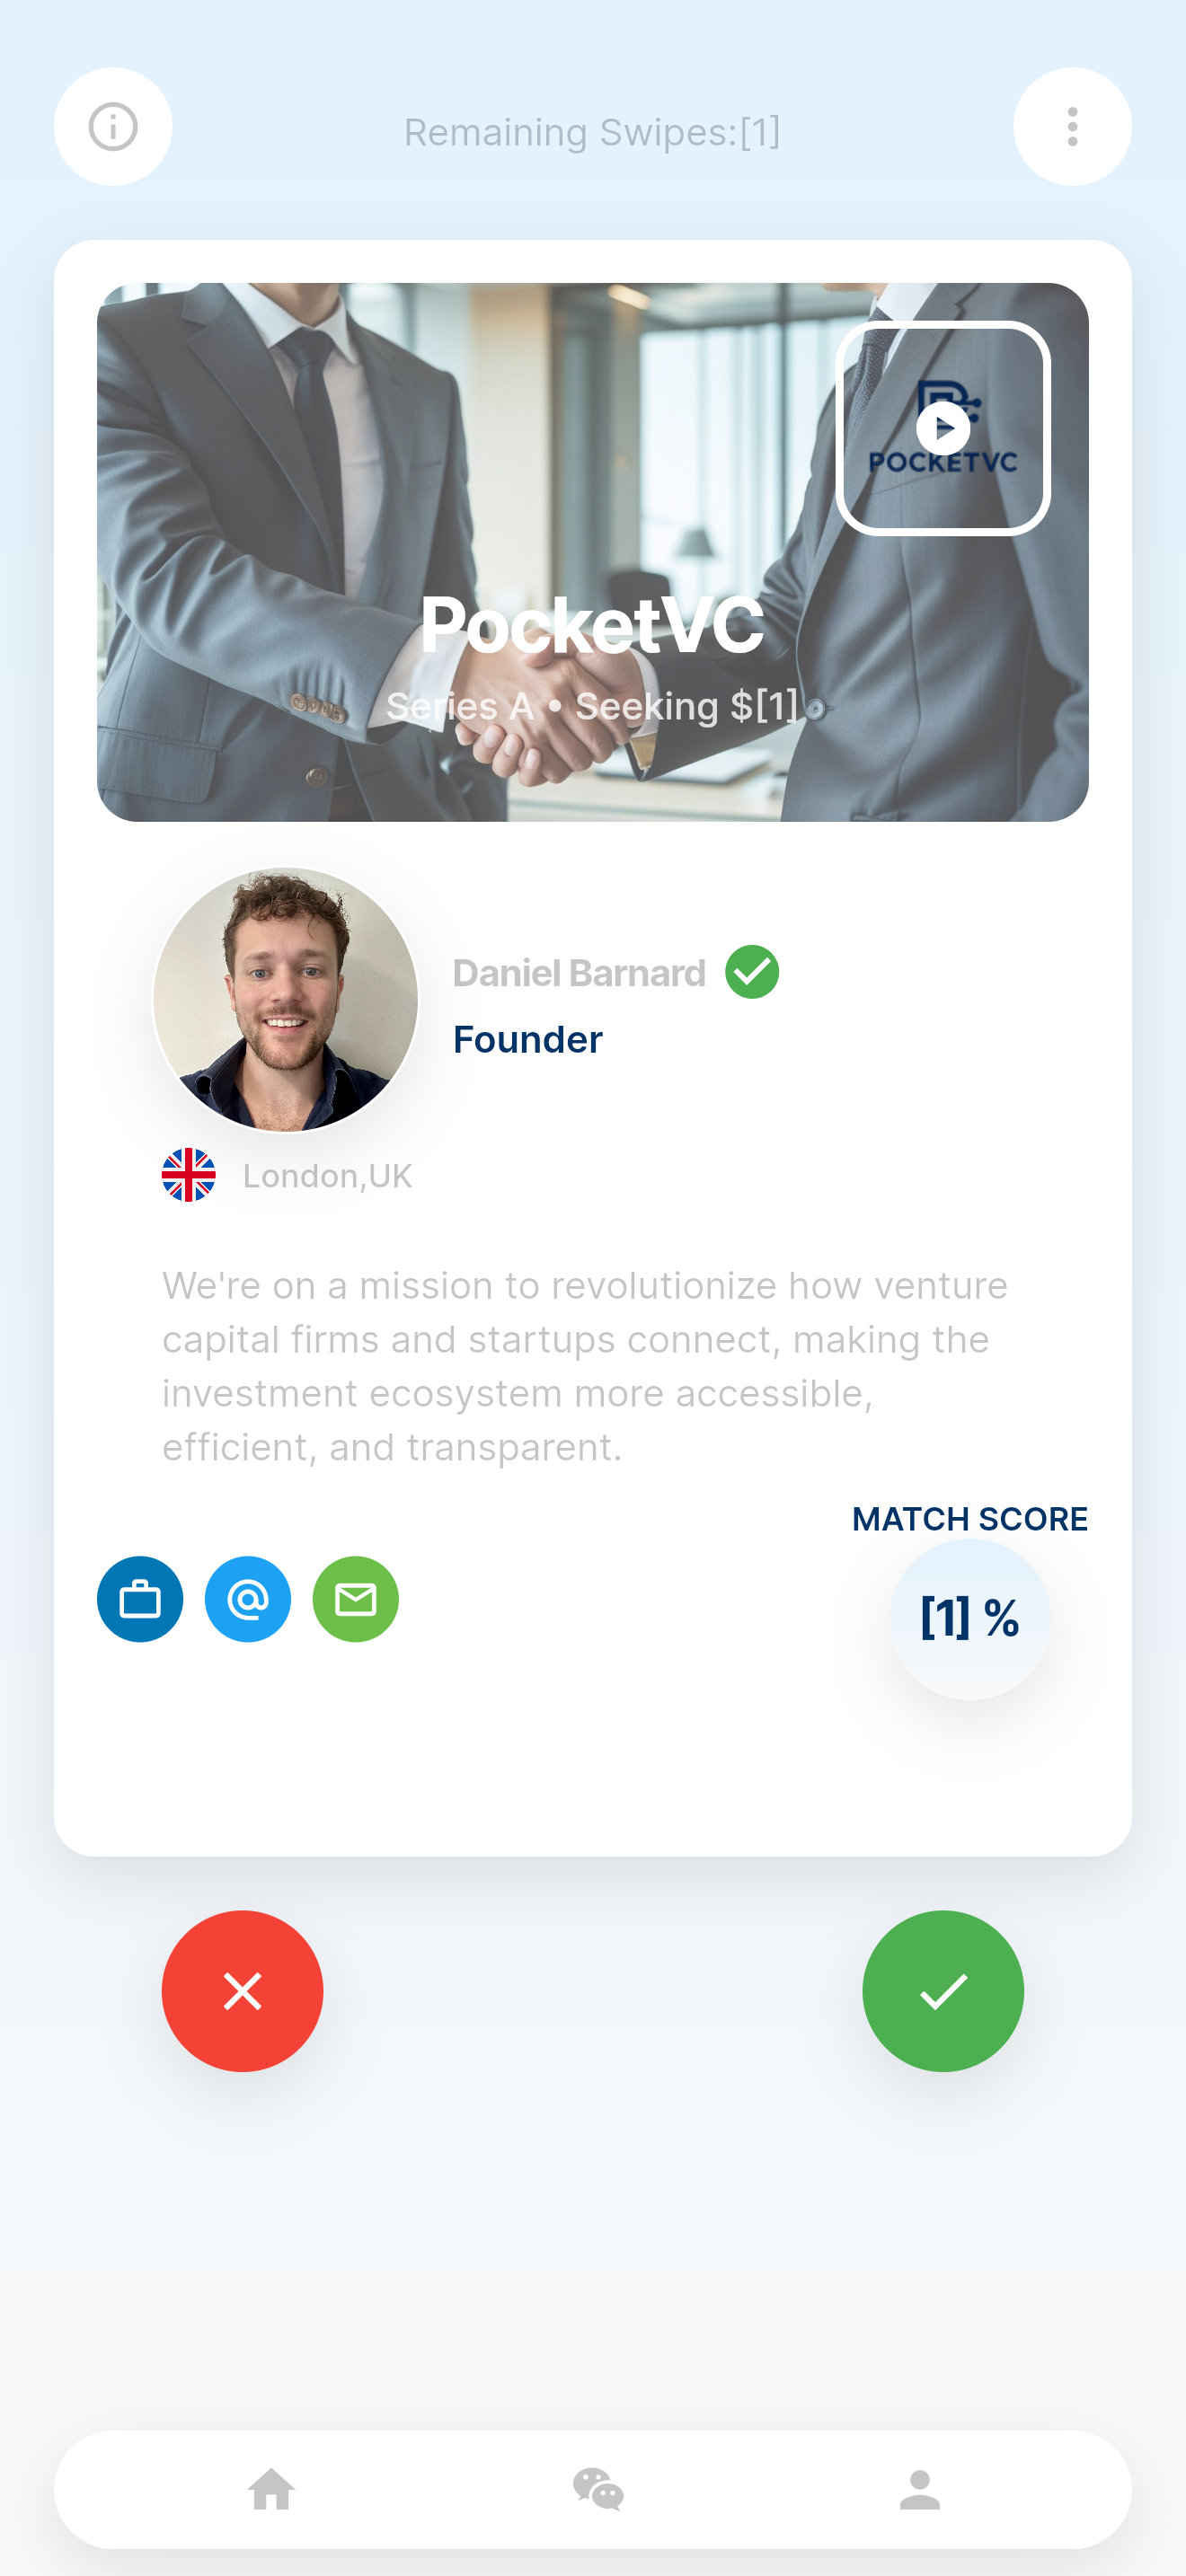 Remaining Swipes:[1]
POCKETVC
PocketVC
Series A • Seeking $[1]
Daniel Barnard
Founder
London,UK
We're on a mission to revolutionize how venture
capital firms and startups connect, making the
investment ecosystem more accessible,
efficient, and transparent.
MATCH SCORE
[1] %